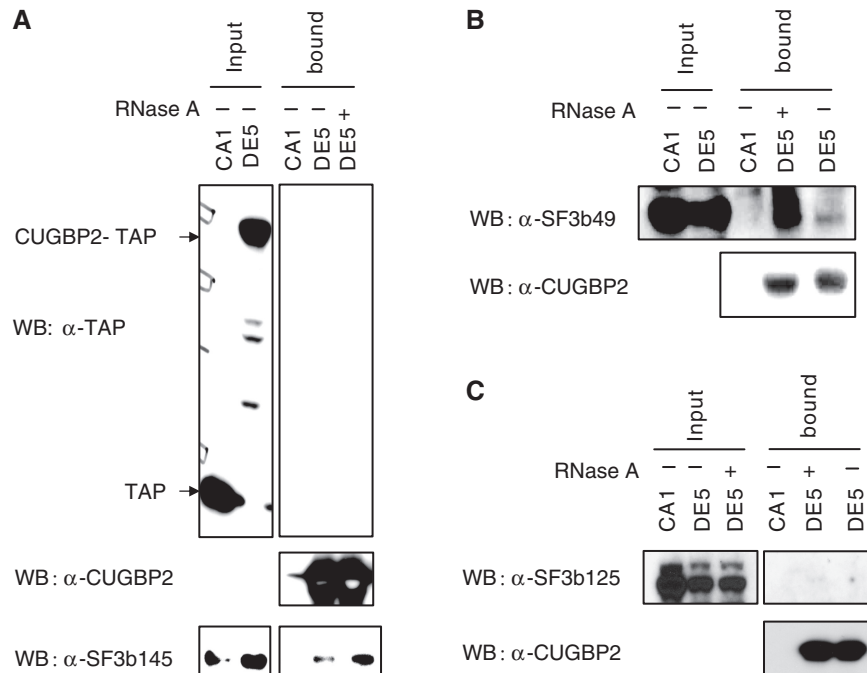 A
Input
bound
RNase A – – – – +
CA1 DE5 CA1 DE5 DE5
CUGBP2- TAP
WB: α-TAP
TAP
WB: α-CUGBP2
WB: α-SF3b145
B
Input
bound
RNase A – – – + –
CA1 DE5 CA1 DE5 DE5
WB: α-SF3b49
WB: α-CUGBP2
C
Input
bound
RNase A – – + – + –
CA1 DE5 DE5 CA1 DE5 DE5
WB: α-SF3b125
WB: α-CUGBP2